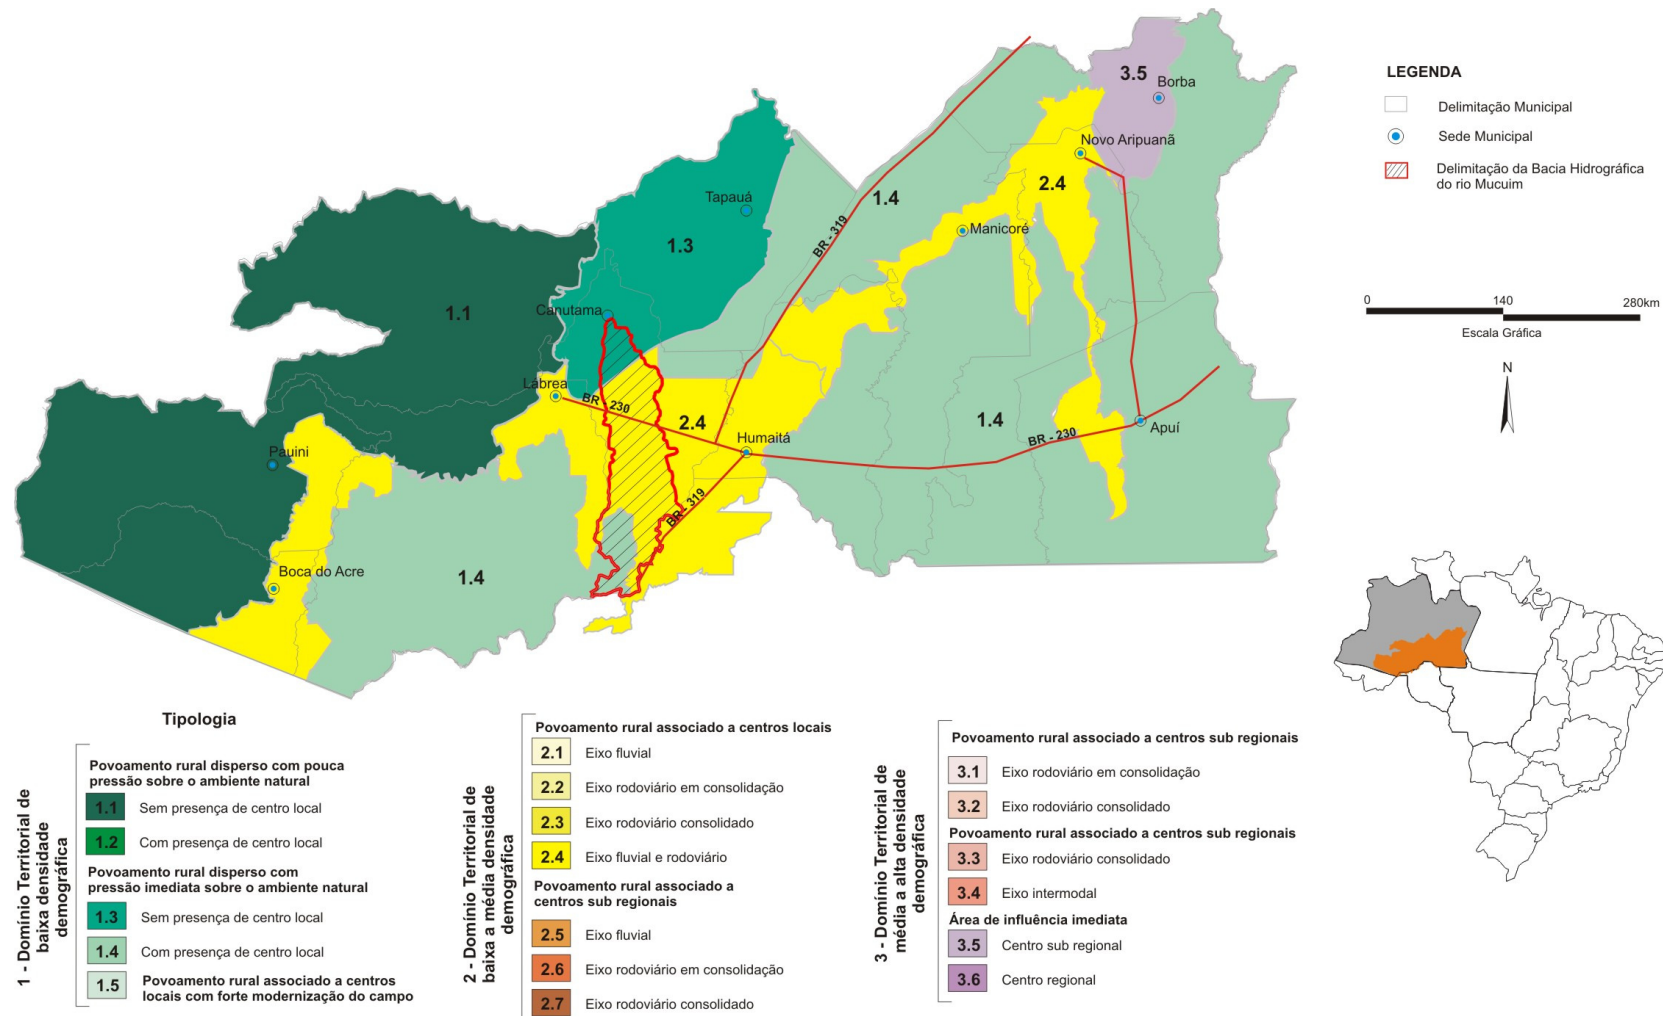 3.5
Borba
Novo Aripuanã
2.4
1.4
BR - 319
Manicoré
Tapauá
1.3
Canutama
1.1
Lábrea
BR - 230
2.4
Humaitá
1.4
BR - 230
Apuí
Pauini
BR - 319
Boca do Acre
1.4
LEGENDA
Delimitação Municipal
Sede Municipal
Delimitação da Bacia Hidrográfica
do rio Mucuim
0 140 280km
Escala Gráfica
N
Tipologia
1 - Domínio Territorial de
baixa densidade
demográfica
Povoamento rural disperso com pouca
pressão sobre o ambiente natural
1.1 Sem presença de centro local
1.2 Com presença de centro local
Povoamento rural disperso com
pressão imediata sobre o ambiente natural
1.3 Sem presença de centro local
1.4 Com presença de centro local
1.5 Povoamento rural associado a centros
locais com forte modernização do campo
2 - Domínio Territorial de
baixa a média densidade
demográfica
Povoamento rural associado a centros locais
2.1 Eixo fluvial
2.2 Eixo rodoviário em consolidação
2.3 Eixo rodoviário consolidado
2.4 Eixo fluvial e rodoviário
Povoamento rural associado a
centros sub regionais
2.5 Eixo fluvial
2.6 Eixo rodoviário em consolidação
2.7 Eixo rodoviário consolidado
3 - Domínio Territorial de
média a alta densidade
demográfica
Povoamento rural associado a centros sub regionais
3.1 Eixo rodoviário em consolidação
3.2 Eixo rodoviário consolidado
Povoamento rural associado a centros sub regionais
3.3 Eixo rodoviário consolidado
3.4 Eixo intermodal
Área de influência imediata
3.5 Centro sub regional
3.6 Centro regional